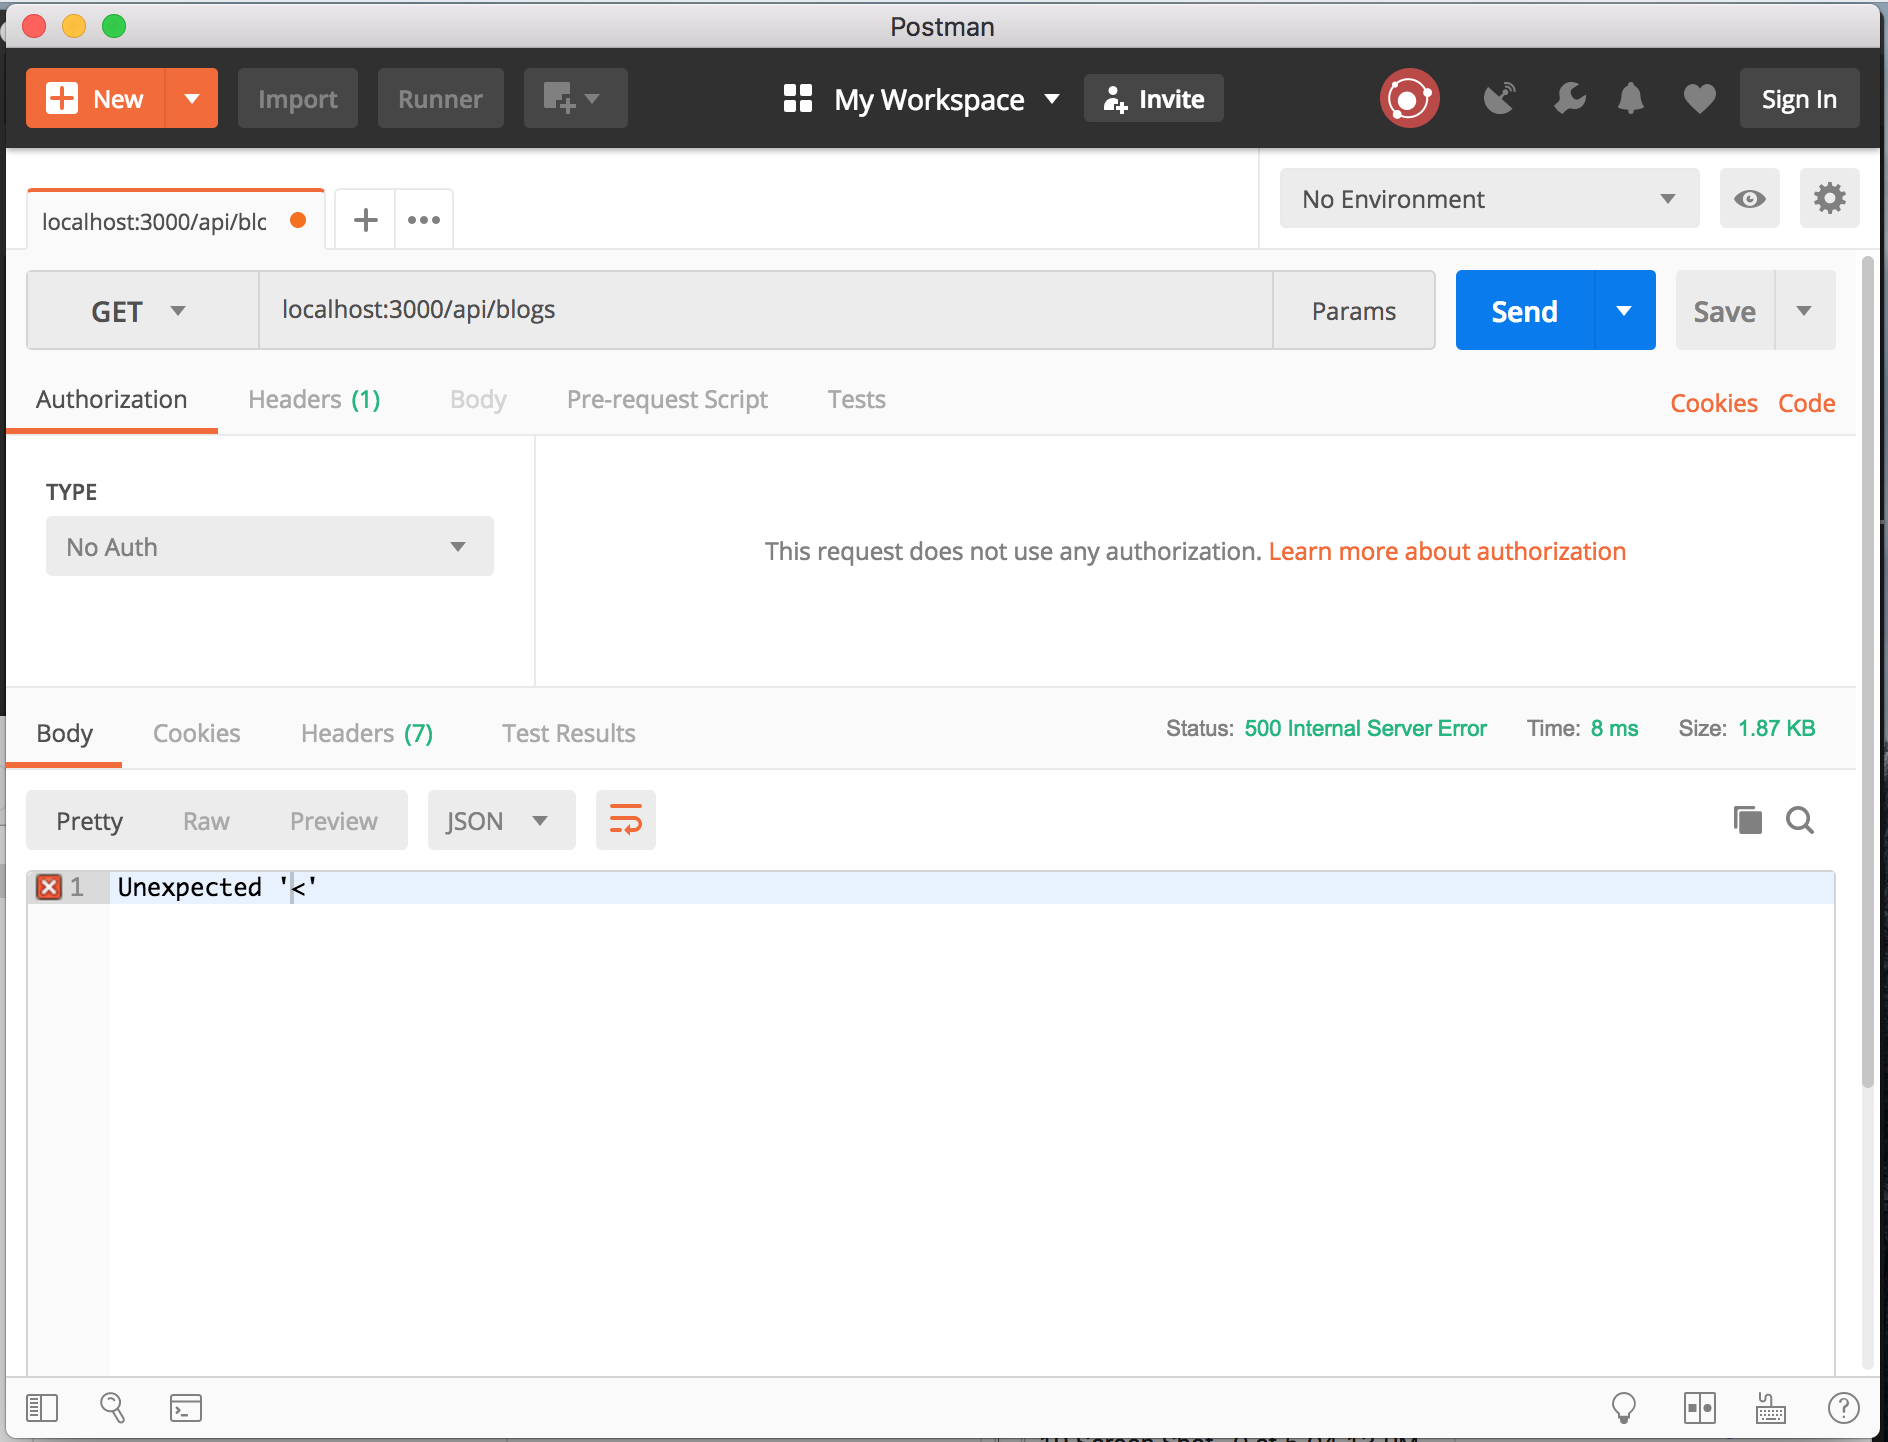 Postman
New Import Runner My Workspace Invite Sign In
localhost:3000/api/blo No Environment
GET localhost:3000/api/blogs Params Send Save
Authorization Headers (1) Body Pre-request Script Tests Cookies Code
TYPE
No Auth
This request does not use any authorization. Learn more about authorization
Body Cookies Headers (7) Test Results Status: 500 Internal Server Error Time: 8 ms Size: 1.87 KB
Pretty Raw Preview JSON
1 Unexpected '<'